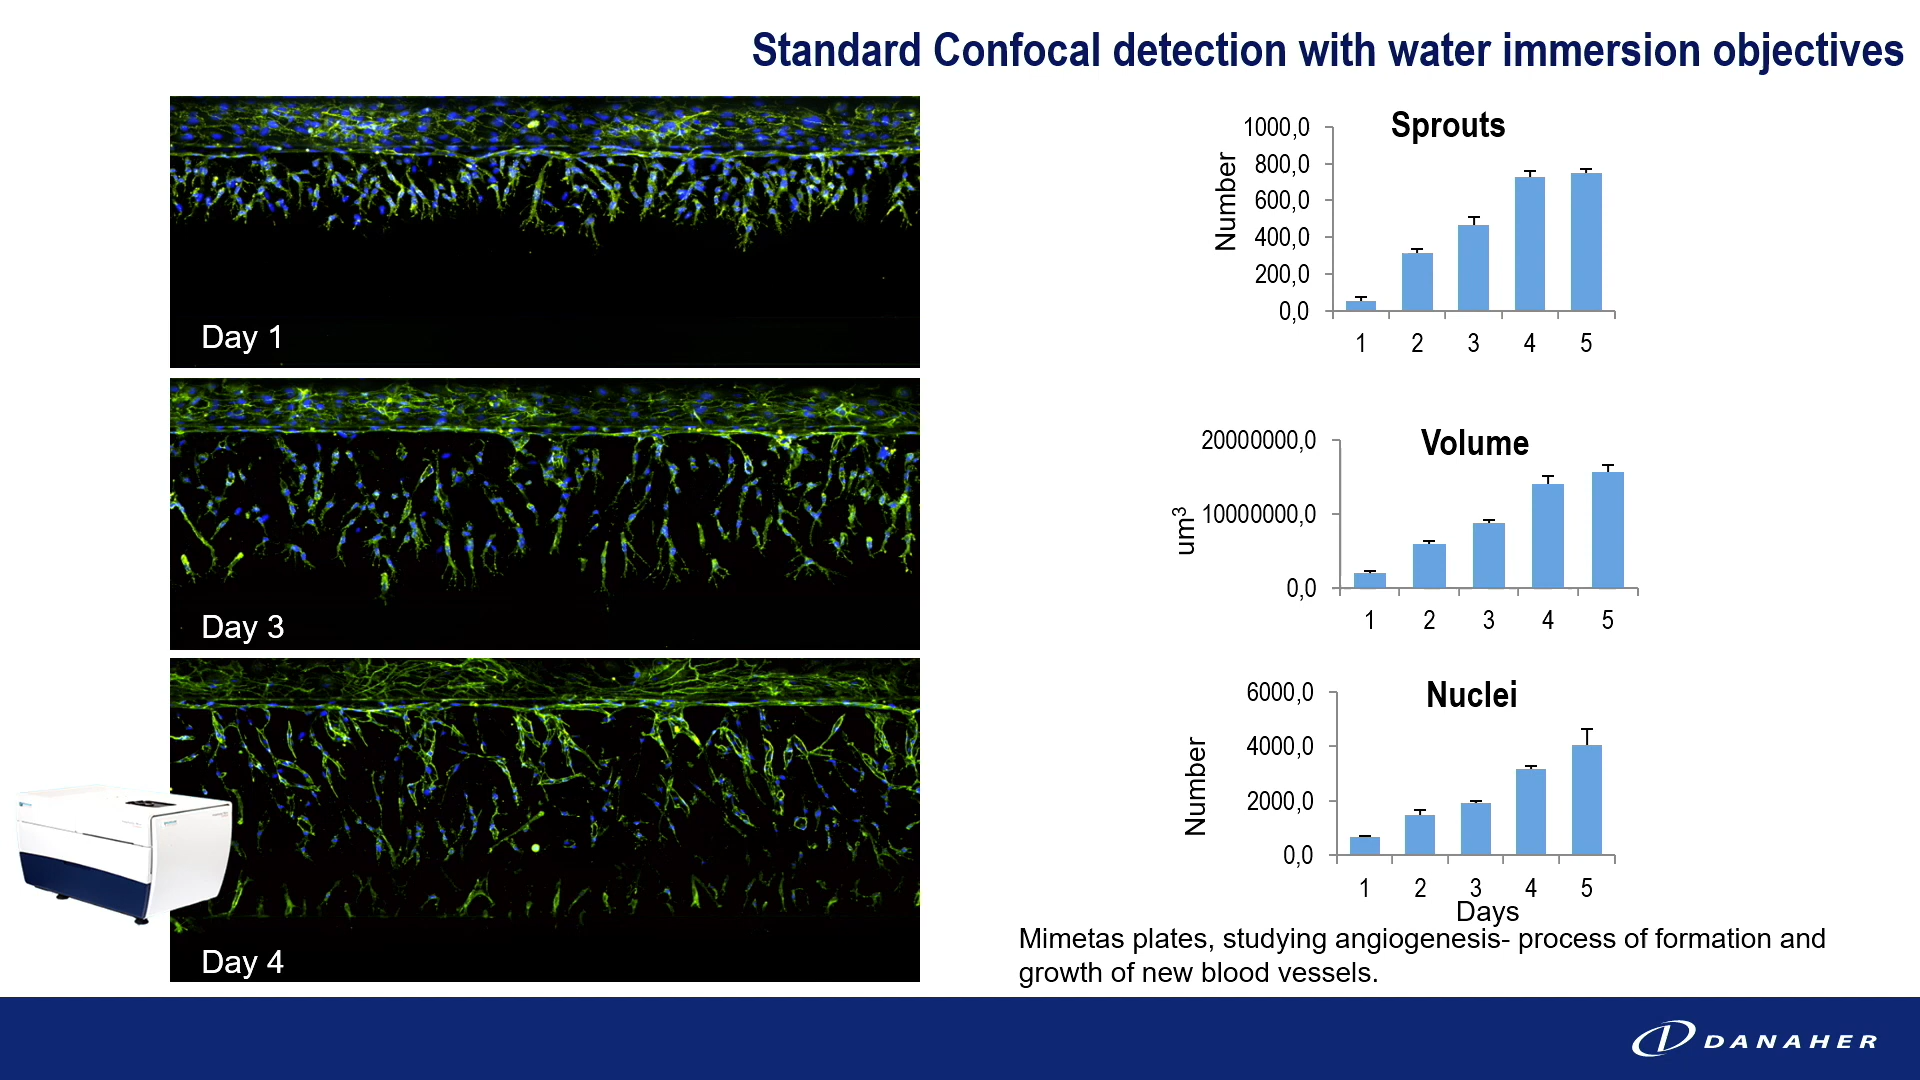 Standard Confocal detection with water immersion objectives
Day 1
Day 3
Day 4
Sprouts
Number
1000,0
800,0
600,0
400,0
200,0
0,0
1 2 3 4 5
Volume
um³
20000000,0
10000000,0
0,0
1 2 3 4 5
Nuclei
Number
6000,0
4000,0
2000,0
0,0
1 2 3 4 5
Days
Mimetas plates, studying angiogenesis- process of formation and
growth of new blood vessels.
DANAHER